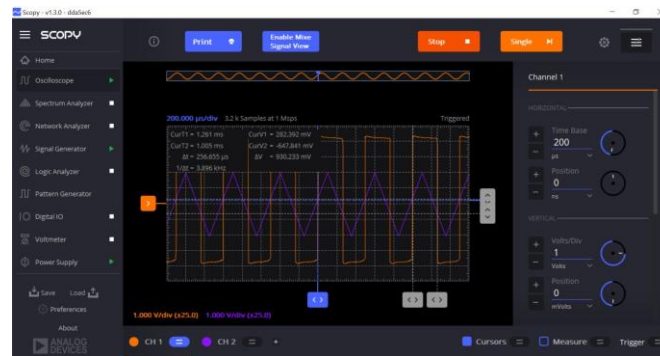 Scopy - v1.3.0 - dda5ec6
SCOPY
Print
Enable Mixe
Signal View
Stop
Single
Home
Oscilloscope
Spectrum Analyzer
Network Analyzer
Signal Generator
Logic Analyzer
Pattern Generator
Digital IO
Voltmeter
Power Supply
Save
Load
Preferences
About
ANALOG
DEVICES
200.000 µs/div 3.2 k Samples at 1 Msps
Triggered
CurT1 = 1.261 ms CurV1 = 282.392 mV
CurT2 = 1.005 ms CurV2 = -647.841 mV
Δt = 256.655 µs ΔV = 930.233 mV
1/Δt = 3.896 kHz
1.000 V/div (±25.0) 1.000 V/div (±25.0)
Channel 1
HORIZONTAL
Time Base
200
µs
Position
0
ns
VERTICAL
Volts/Div
1
Volts
Position
0
mVolts
CH 1
CH 2
+
Cursors
Measure
Trigger